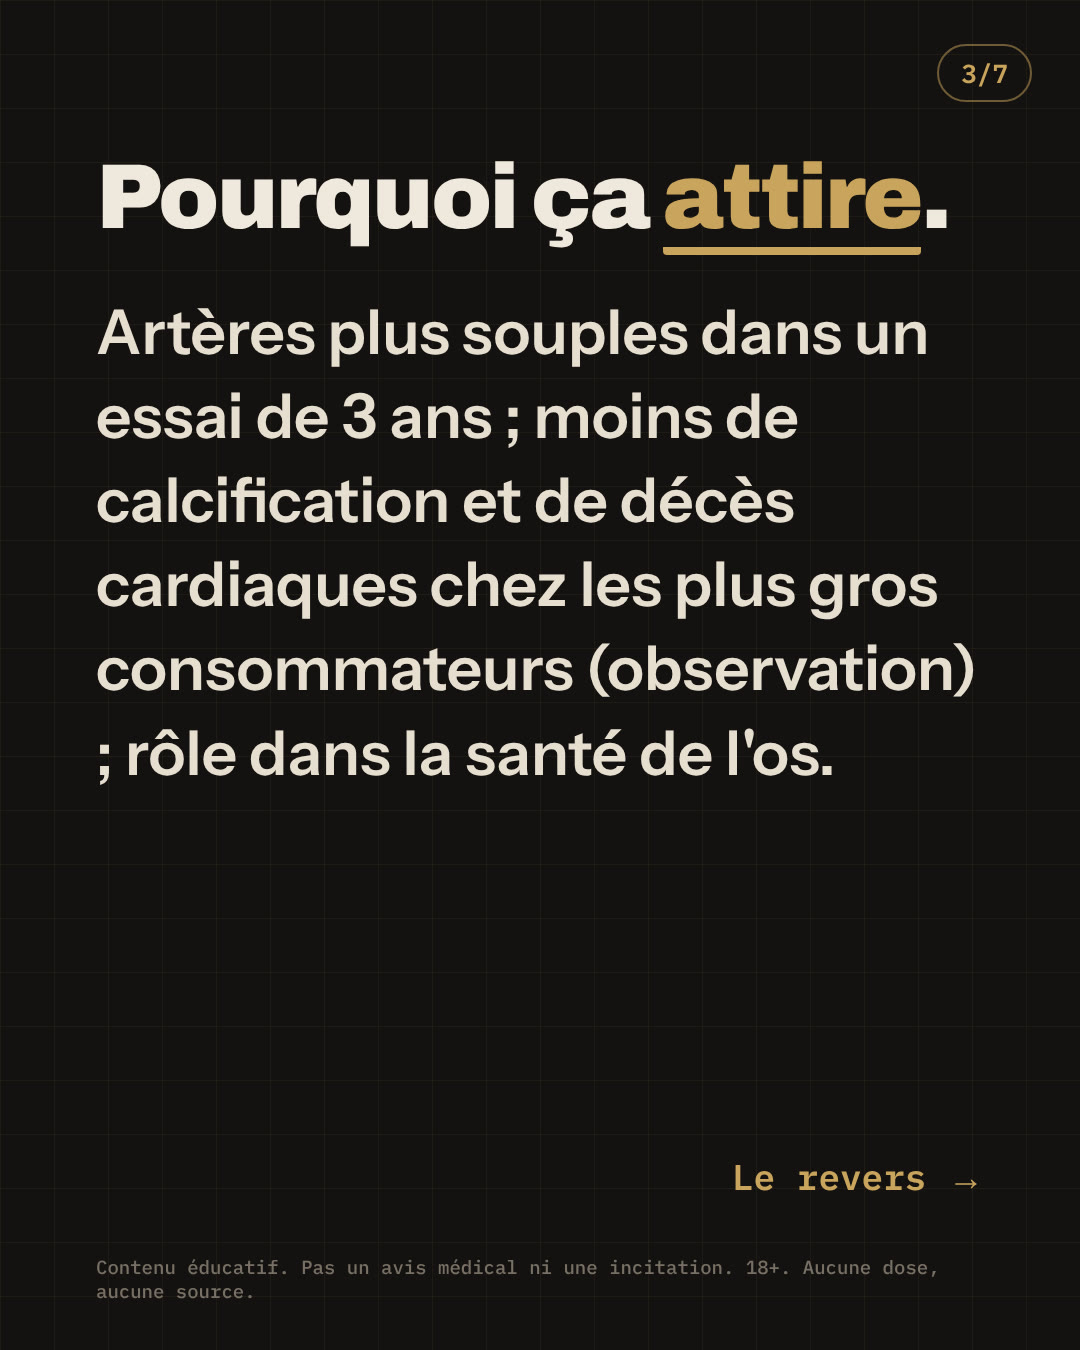 3/7
Pourquoi ça attire.
Artères plus souples dans un
essai de 3 ans ; moins de
calcification et de décès
cardiaques chez les plus gros
consommateurs (observation)
; rôle dans la santé de l'os.
Le revers →
Contenu éducatif. Pas un avis médical ni une incitation. 18+. Aucune dose,
aucune source.